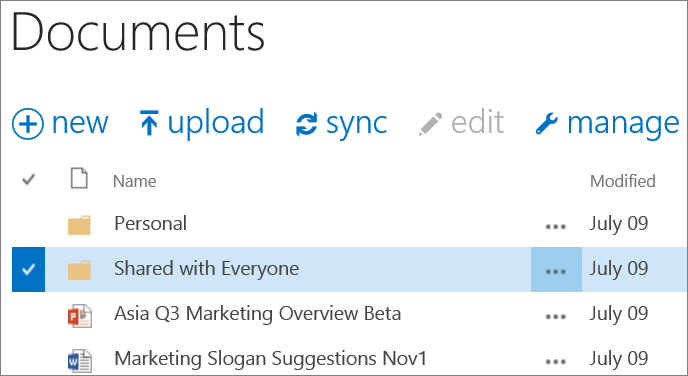 Documents
new upload sync edit manage
Name Modified
Personal ... July 09
Shared with Everyone ... July 09
Asia Q3 Marketing Overview Beta ... July 09
Marketing Slogan Suggestions Nov1 ... July 09